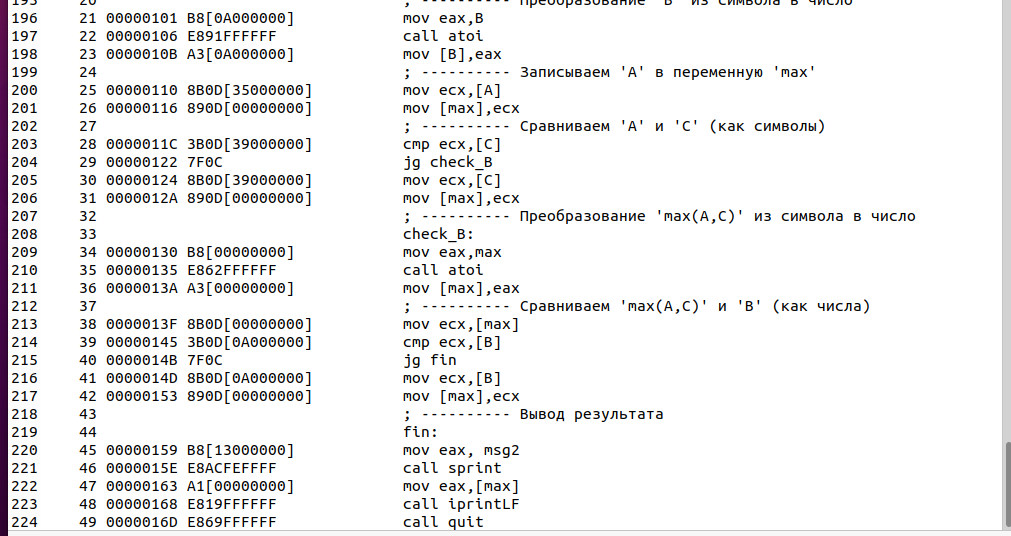 195 20 ; ---------- Преобразование 'B' из символа в число
196 21 00000101 B8[0A000000] mov eax,B
197 22 00000106 E891FFFFFF call atoi
198 23 0000010B A3[0A000000] mov [B],eax
199 24 ; ---------- Записываем 'A' в переменную 'max'
200 25 00000110 8B0D[35000000] mov ecx,[A]
201 26 00000116 890D[00000000] mov [max],ecx
202 27 ; ---------- Сравниваем 'A' и 'C' (как символы)
203 28 0000011C 3B0D[39000000] cmp ecx,[C]
204 29 00000122 7F0C jg check_B
205 30 00000124 8B0D[39000000] mov ecx,[C]
206 31 0000012A 890D[00000000] mov [max],ecx
207 32 ; ---------- Преобразование 'max(A,C)' из символа в число
208 33 check_B:
209 34 00000130 B8[00000000] mov eax,max
210 35 00000135 E862FFFFFF call atoi
211 36 0000013A A3[00000000] mov [max],eax
212 37 ; ---------- Сравниваем 'max(A,C)' и 'B' (как числа)
213 38 0000013F 8B0D[00000000] mov ecx,[max]
214 39 00000145 3B0D[0A000000] cmp ecx,[B]
215 40 0000014B 7F0C jg fin
216 41 0000014D 8B0D[0A000000] mov ecx,[B]
217 42 00000153 890D[00000000] mov [max],ecx
218 43 ; ---------- Вывод результата
219 44 fin:
220 45 00000159 B8[13000000] mov eax, msg2
221 46 0000015E E8ACFEFFFF call sprint
222 47 00000163 A1[00000000] mov eax,[max]
223 48 00000168 E819FFFFFF call iprintLF
224 49 0000016D E869FFFFFF call quit